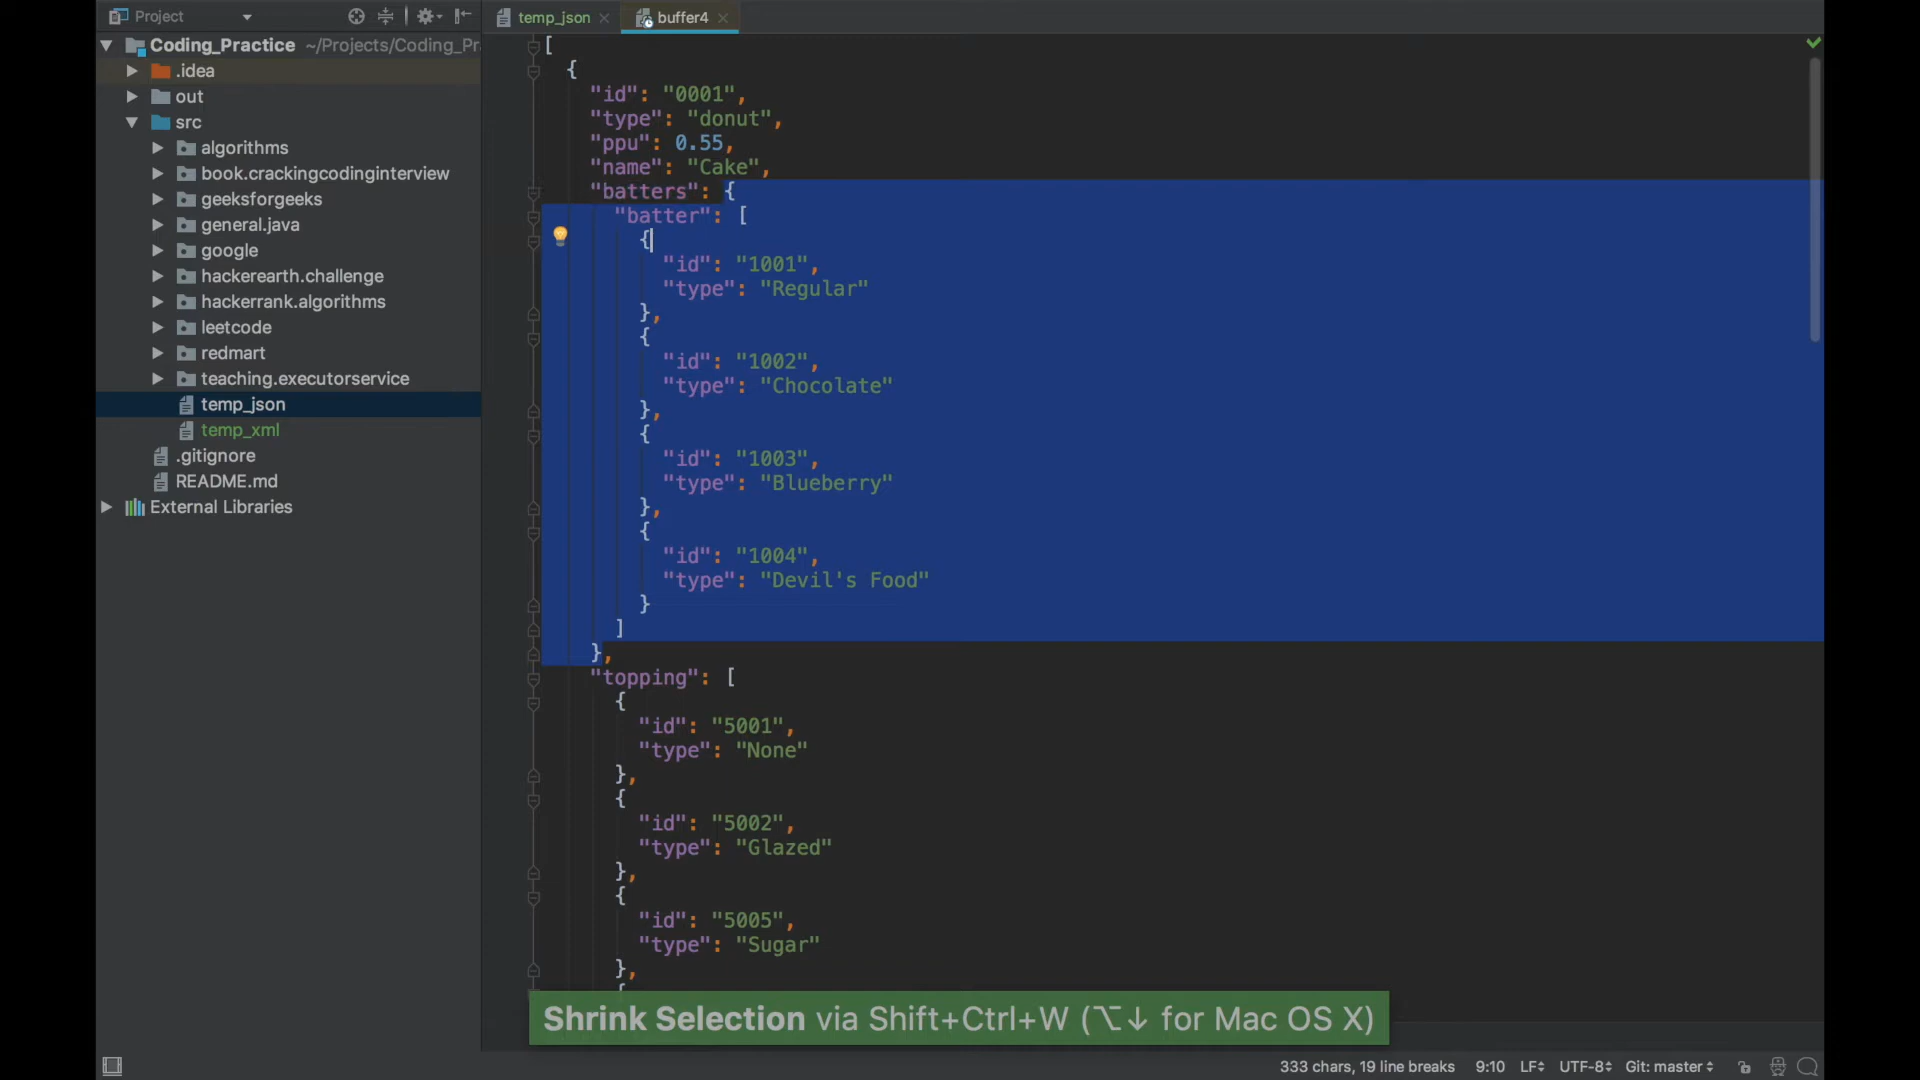 Project
Coding_Practice ~/Projects/Coding_Pr
.idea
out
src
algorithms
book.crackingcodinginterview
geeksforgeeks
general.java
google
hackerearth.challenge
hackerrank.algorithms
leetcode
redmart
teaching.executorservice
temp_json
temp_xml
.gitignore
README.md
External Libraries
temp_json
buffer4
[
{
"id": "0001",
"type": "donut",
"ppu": 0.55,
"name": "Cake",
"batters": {
"batter": [
{
"id": "1001",
"type": "Regular"
},
{
"id": "1002",
"type": "Chocolate"
},
{
"id": "1003",
"type": "Blueberry"
},
{
"id": "1004",
"type": "Devil's Food"
}
]
},
"topping": [
{
"id": "5001",
"type": "None"
},
{
"id": "5002",
"type": "Glazed"
},
{
"id": "5005",
"type": "Sugar"
},
{
Shrink Selection via Shift+Ctrl+W (⌥↓ for Mac OS X)
333 chars, 19 line breaks 9:10 LF UTF-8 Git: master